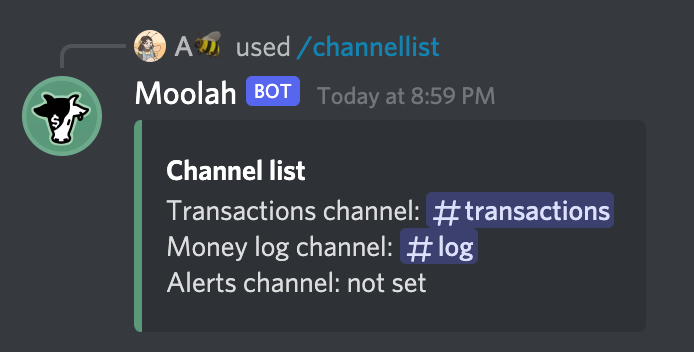 A🐝 used /channellist
Moolah BOT Today at 8:59 PM
Channel list
Transactions channel: #transactions
Money log channel: #log
Alerts channel: not set